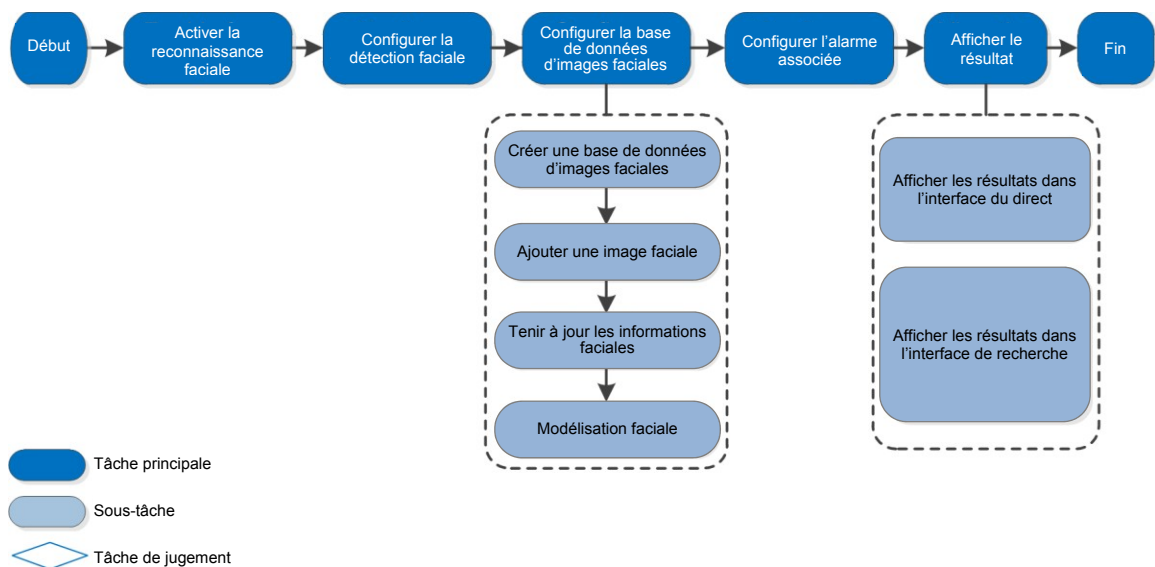 Début
Activer la
reconnaissance
faciale
Configurer la
détection faciale
Configurer la base
de données
d’images faciales
Configurer l’alarme
associée
Afficher le
résultat
Fin
Créer une base de données
d’images faciales
Ajouter une image faciale
Tenir à jour les informations
faciales
Modélisation faciale
Afficher les résultats dans
l’interface du direct
Afficher les résultats dans
l’interface de recherche
Tâche principale
Sous-tâche
Tâche de jugement